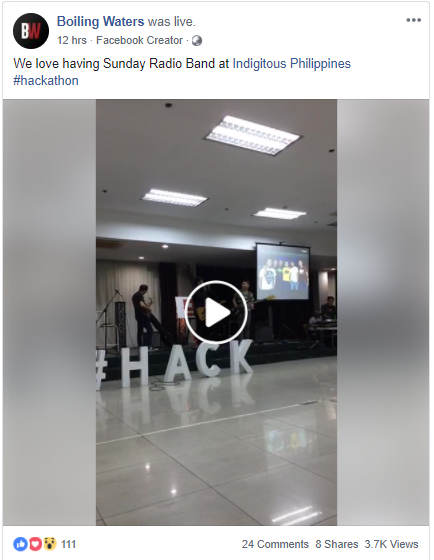 BW
Boiling Waters was live.
12 hrs · Facebook Creator ·
We love having Sunday Radio Band at Indigitous Philippines
#hackathon
#HACK
111
24 Comments 8 Shares 3.7K Views